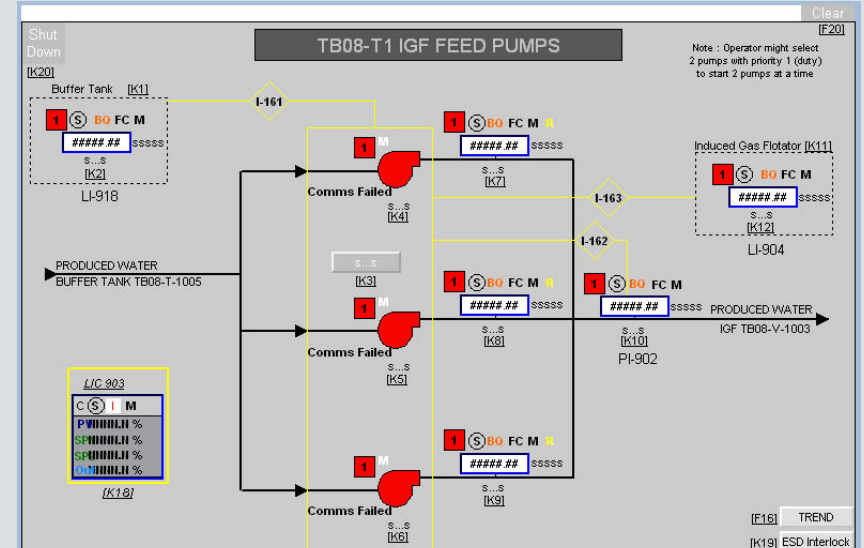 Clear
[F20]
Shut
Down
[K20]
TB08-T1 IGF FEED PUMPS
Note : Operator might select
2 pumps with priority 1 (duty)
to start 2 pumps at a time
Buffer Tank [K1]
1 S BQ FC M
#####.## sssss
s...s
[K2]
LI-918
I-161
1 M
Comms Failed
s...s
[K4]
1 S BQ FC M R
#####.## sssss
s...s
[K7]
Induced Gas Flotator [K11]
1 S BQ FC M
#####.## sssss
s...s
[K12]
LI-904
I-163
I-162
PRODUCED WATER
BUFFER TANK TB08-T-1005
s...s
[K3]
1 M
Comms Failed
s...s
[K5]
1 S BQ FC M R
#####.## sssss
s...s
[K8]
1 S BQ FC M
#####.## sssss
s...s
[K10]
PI-902
PRODUCED WATER
IGF TB08-V-1003
LIC 903
C S I M
PV NNNN.N %
SP NNNN.N %
SP NNNN.N %
Out NNNN.N %
[K18]
1 M
Comms Failed
s...s
[K6]
1 S BQ FC M R
#####.## sssss
s...s
[K9]
[F16] TREND
[K19] ESD Interlock